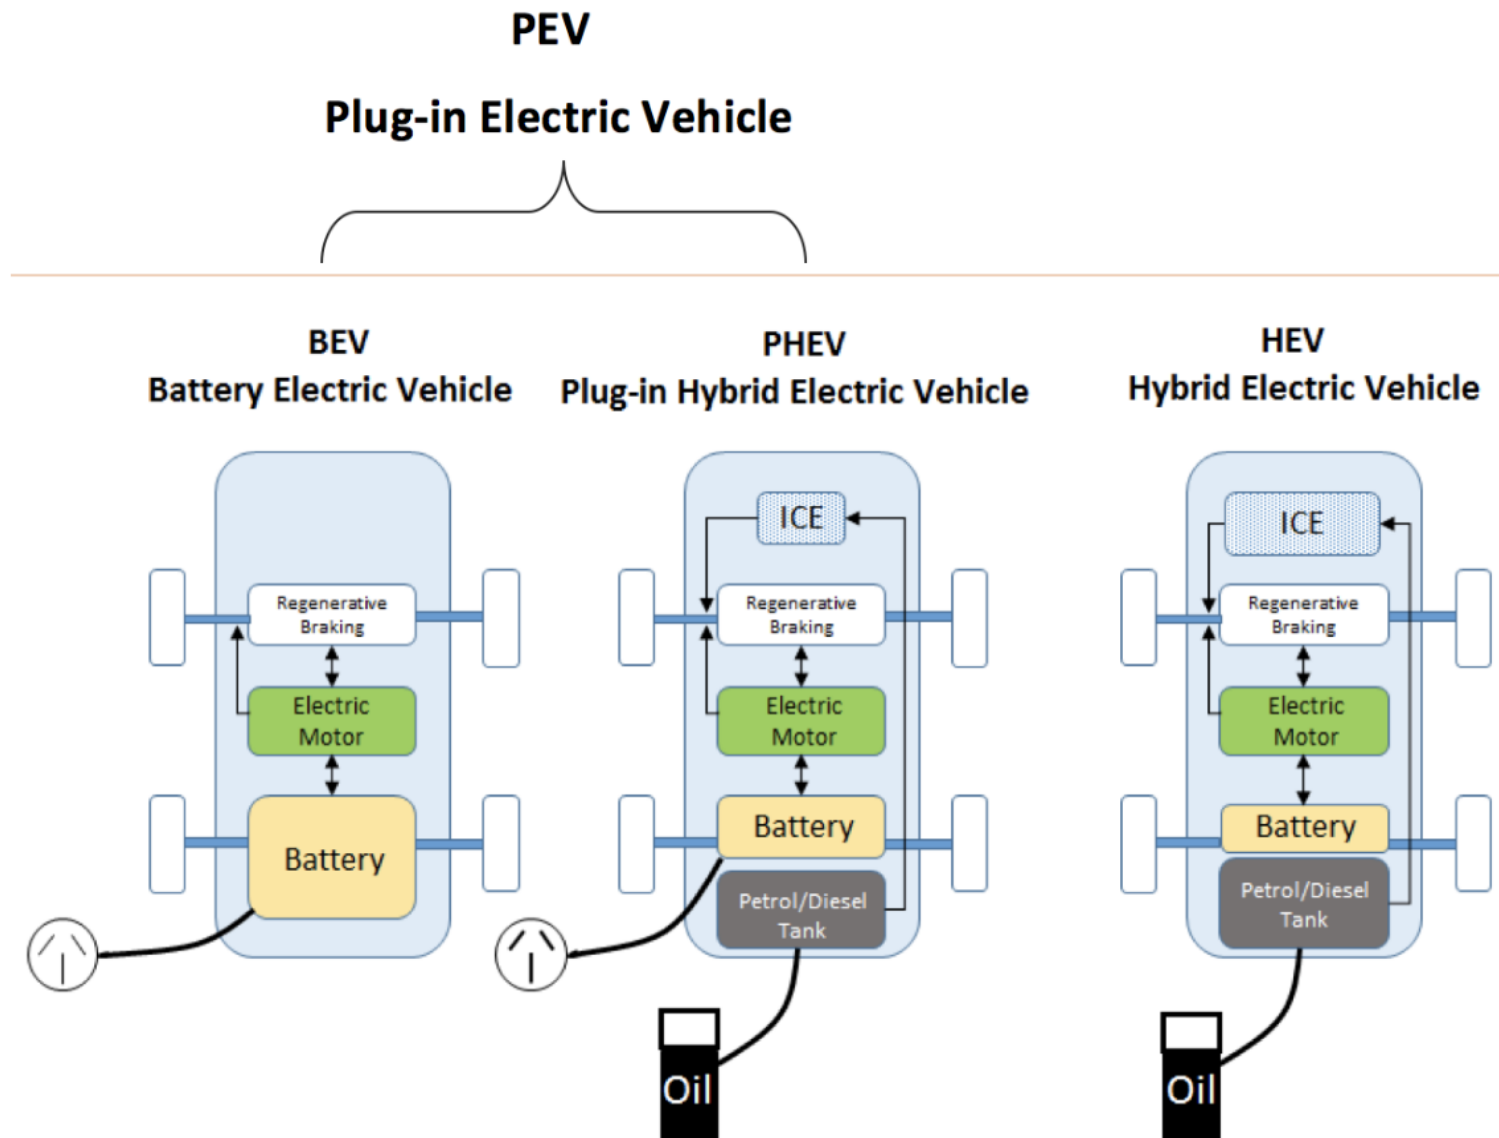 PEV
Plug-in Electric Vehicle
BEV
Battery Electric Vehicle
PHEV
Plug-in Hybrid Electric Vehicle
HEV
Hybrid Electric Vehicle
Regenerative
Braking
Electric
Motor
Battery
ICE
Regenerative
Braking
Electric
Motor
Battery
Petrol/Diesel
Tank
Oil
ICE
Regenerative
Braking
Electric
Motor
Battery
Petrol/Diesel
Tank
Oil